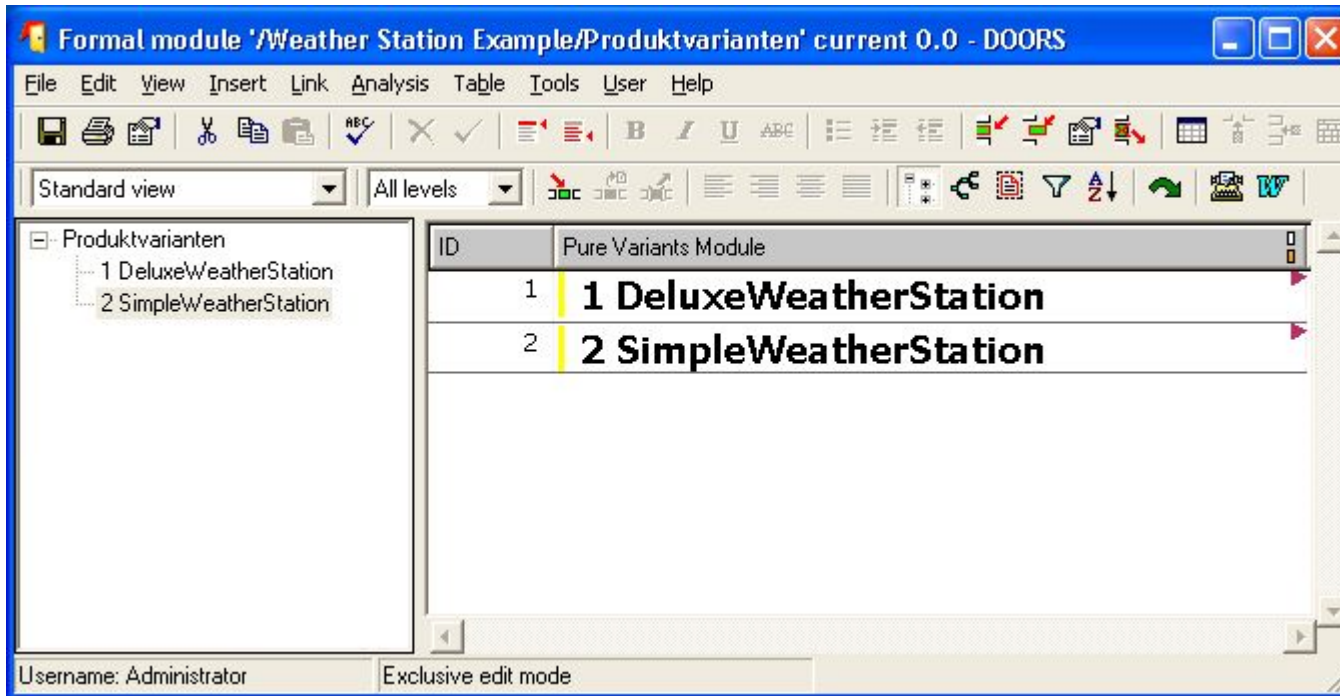 Formal module '/Weather Station Example/Produktvarianten' current 0.0 - DOORS
File Edit View Insert Link Analysis Table Tools User Help
ABC B I U ABC
Standard view All levels A Z W
Produktvarianten
1 DeluxeWeatherStation
2 SimpleWeatherStation
ID Pure Variants Module
1 1 DeluxeWeatherStation
2 2 SimpleWeatherStation
Username: Administrator Exclusive edit mode